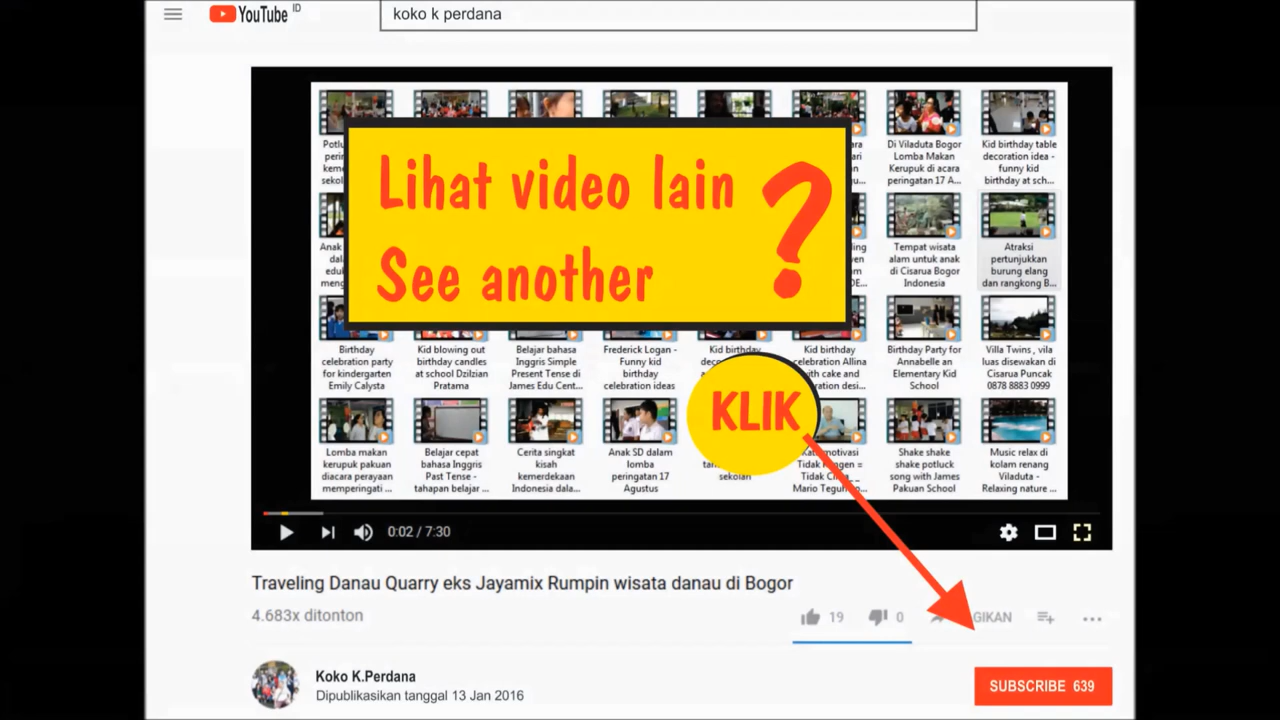 YouTube ID
koko k perdana
Lihat video lain
See another
?
KLIK
Di Viladuta Bogor
Lomba Makan
Kerupuk di acara
peringatan 17 A...
Kid birthday table
decoration idea -
funny kid
birthday at sch...
Tempat wisata
alam untuk anak
di Cisarua Bogor
Indonesia
Atraksi
pertunjukkan
burung elang
dan rangkong B...
Birthday
celebration party
for kindergarten
Emily Calysta
Kid blowing out
birthday candles
at school Dzilzian
Pratama
Belajar bahasa
Inggris Simple
Present Tense di
James Edu Cent...
Frederick Logan -
Funny kid
birthday
celebration ideas
Kid birthday
Kid birthday
celebration Allina
with cake and
Birthday Party for
Annabelle an
Elementary Kid
School
Villa Twins , vila
luas disewakan di
Cisarua Puncak
0878 8883 0999
Lomba makan
kerupuk pakuan
diacara perayaan
memperingati ...
Belajar cepat
bahasa Inggris
Past Tense -
tahapan belajar ...
Cerita singkat
kisah
kemerdekaan
Indonesia dala...
Anak SD dalam
lomba
peringatan 17
Agustus
sekolah
motivasi
Tidak
Tidak
Mario
Shake shake
shake potluck
song with James
Pakuan School
Music relax di
kolam renang
Viladuta -
Relaxing nature ...
0:02 / 7:30
Traveling Danau Quarry eks Jayamix Rumpin wisata danau di Bogor
4.683x ditonton
19
0
GIKAN
Koko K.Perdana
Dipublikasikan tanggal 13 Jan 2016
SUBSCRIBE 639